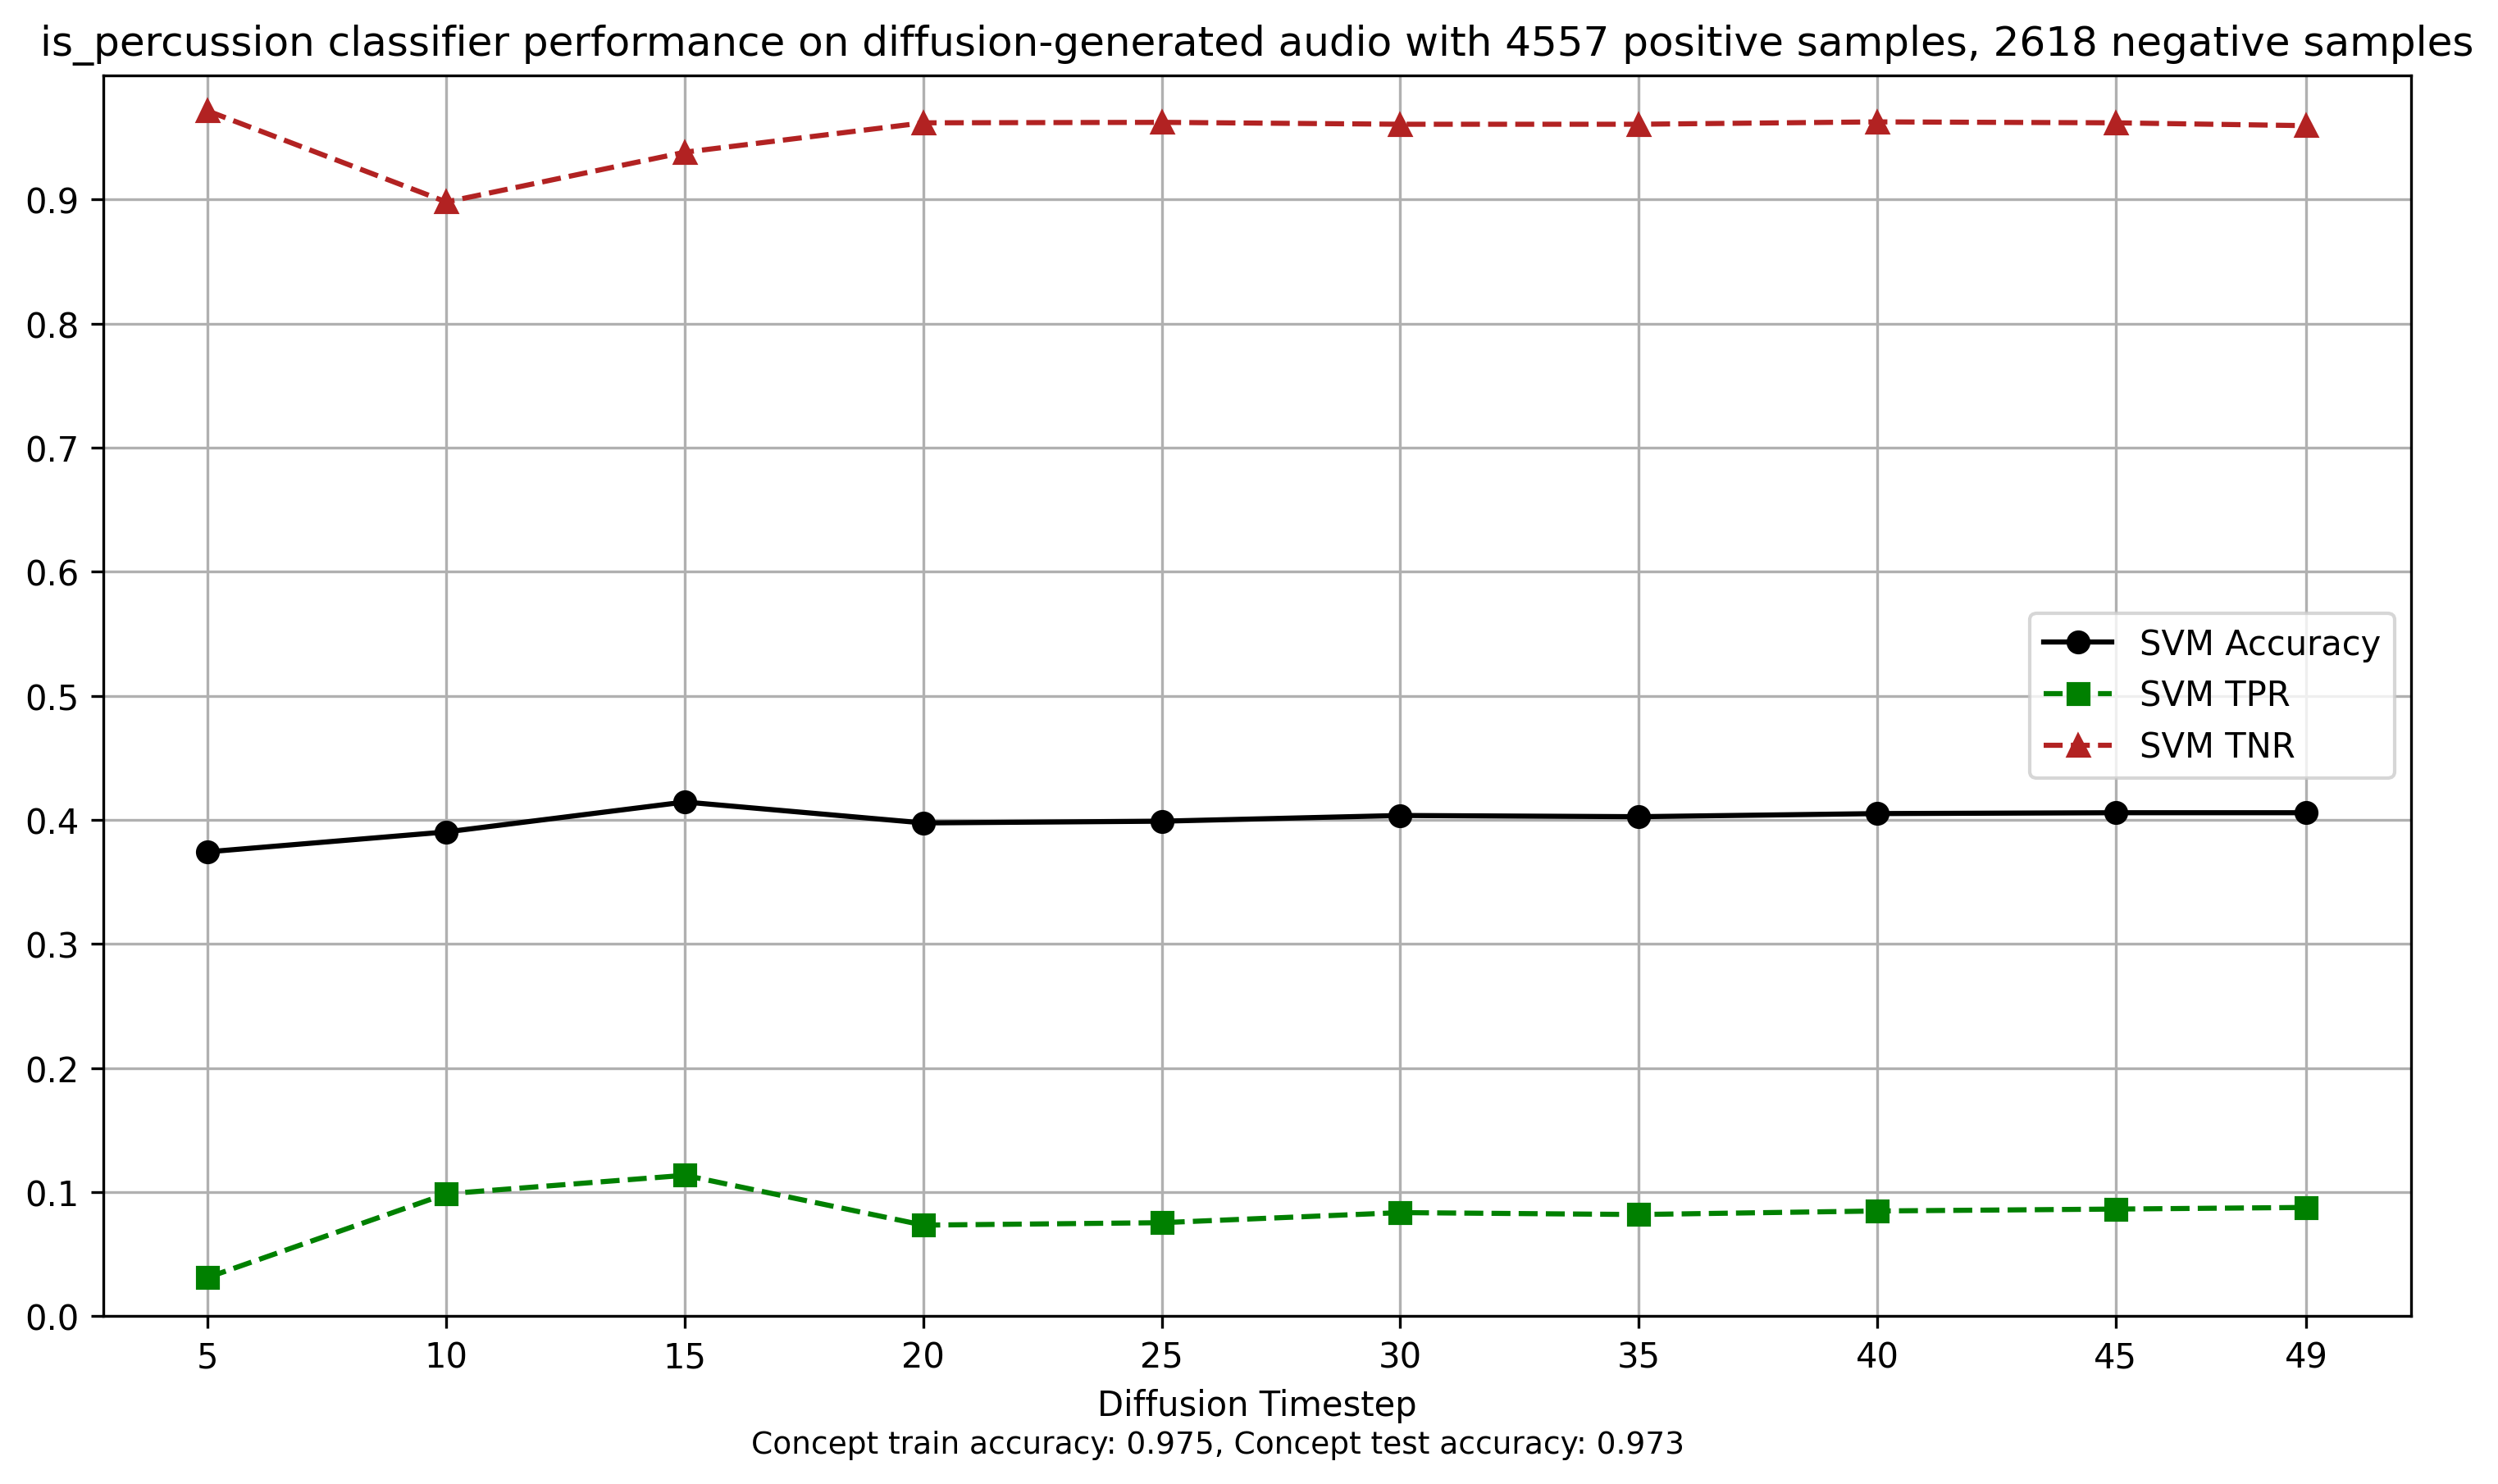 is_percussion classifier performance on diffusion-generated audio with 4557 positive samples, 2618 negative samples
0.9
0.8
0.7
0.6
0.5
0.4
0.3
0.2
0.1
0.0
SVM Accuracy
SVM TPR
SVM TNR
5 10 15 20 25 30 35 40 45 49
Diffusion Timestep
Concept train accuracy: 0.975, Concept test accuracy: 0.973